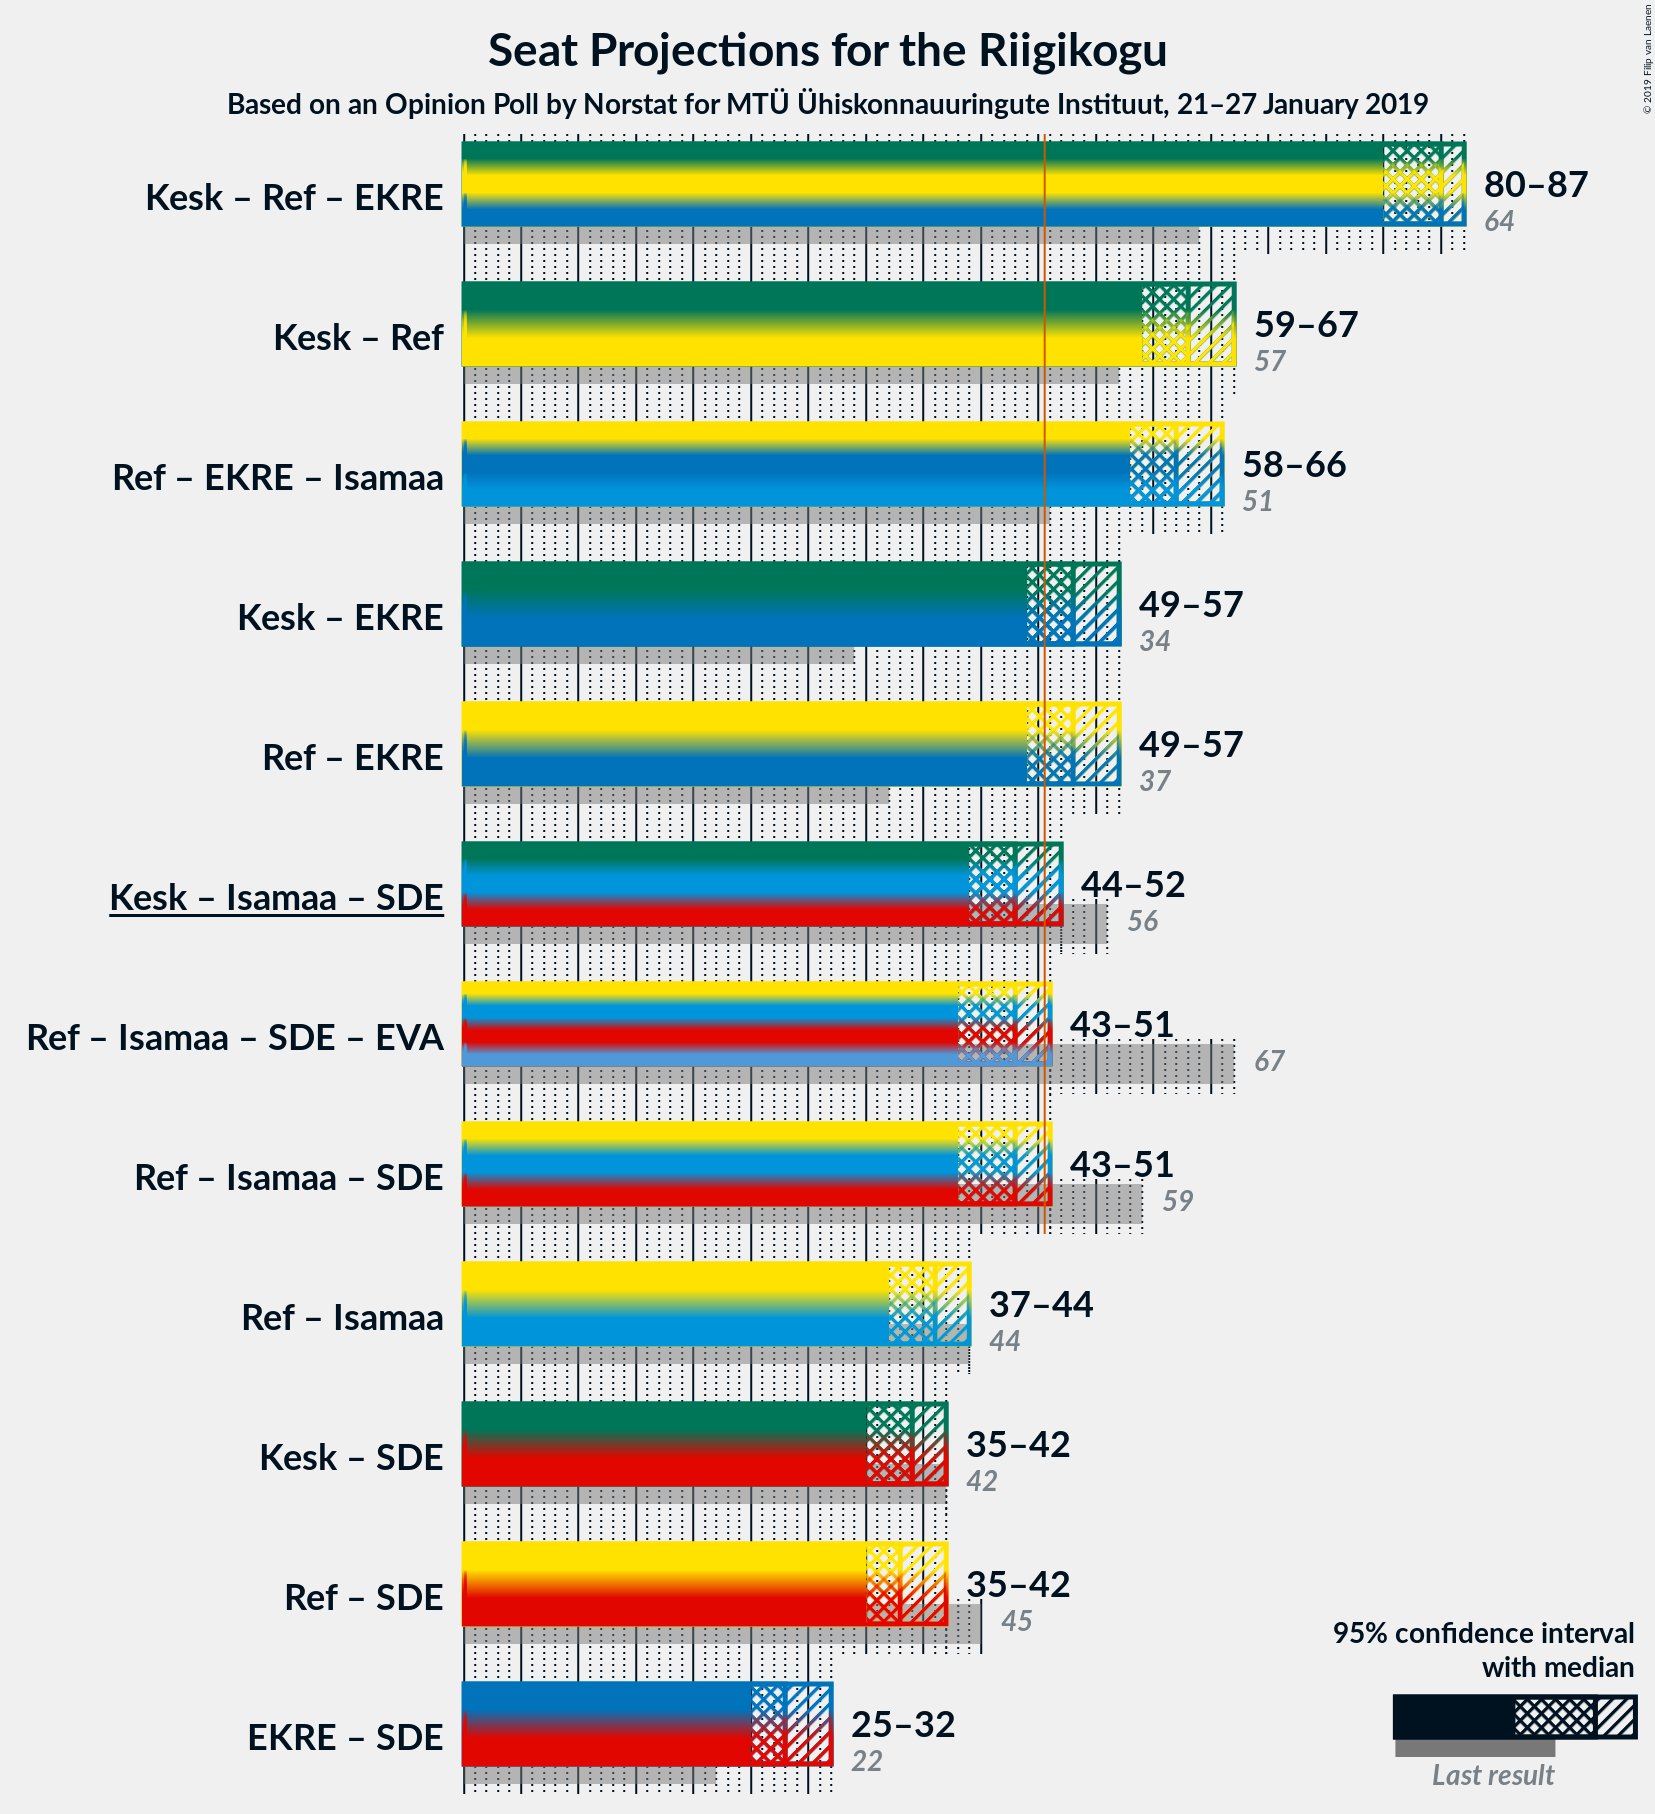 Seat Projections for the Riigikogu
Based on an Opinion Poll by Norstat for MTÜ Ühiskonnauuringute Instituut, 21–27 January 2019
© 2019 Filip van Laenen
Kesk – Ref – EKRE
80–87
64
Kesk – Ref
59–67
57
Ref – EKRE – Isamaa
58–66
51
Kesk – EKRE
49–57
34
Ref – EKRE
49–57
37
Kesk – Isamaa – SDE
44–52
56
Ref – Isamaa – SDE – EVA
43–51
67
Ref – Isamaa – SDE
43–51
59
Ref – Isamaa
37–44
44
Kesk – SDE
35–42
42
Ref – SDE
35–42
45
EKRE – SDE
25–32
22
95% confidence interval
with median
Last result